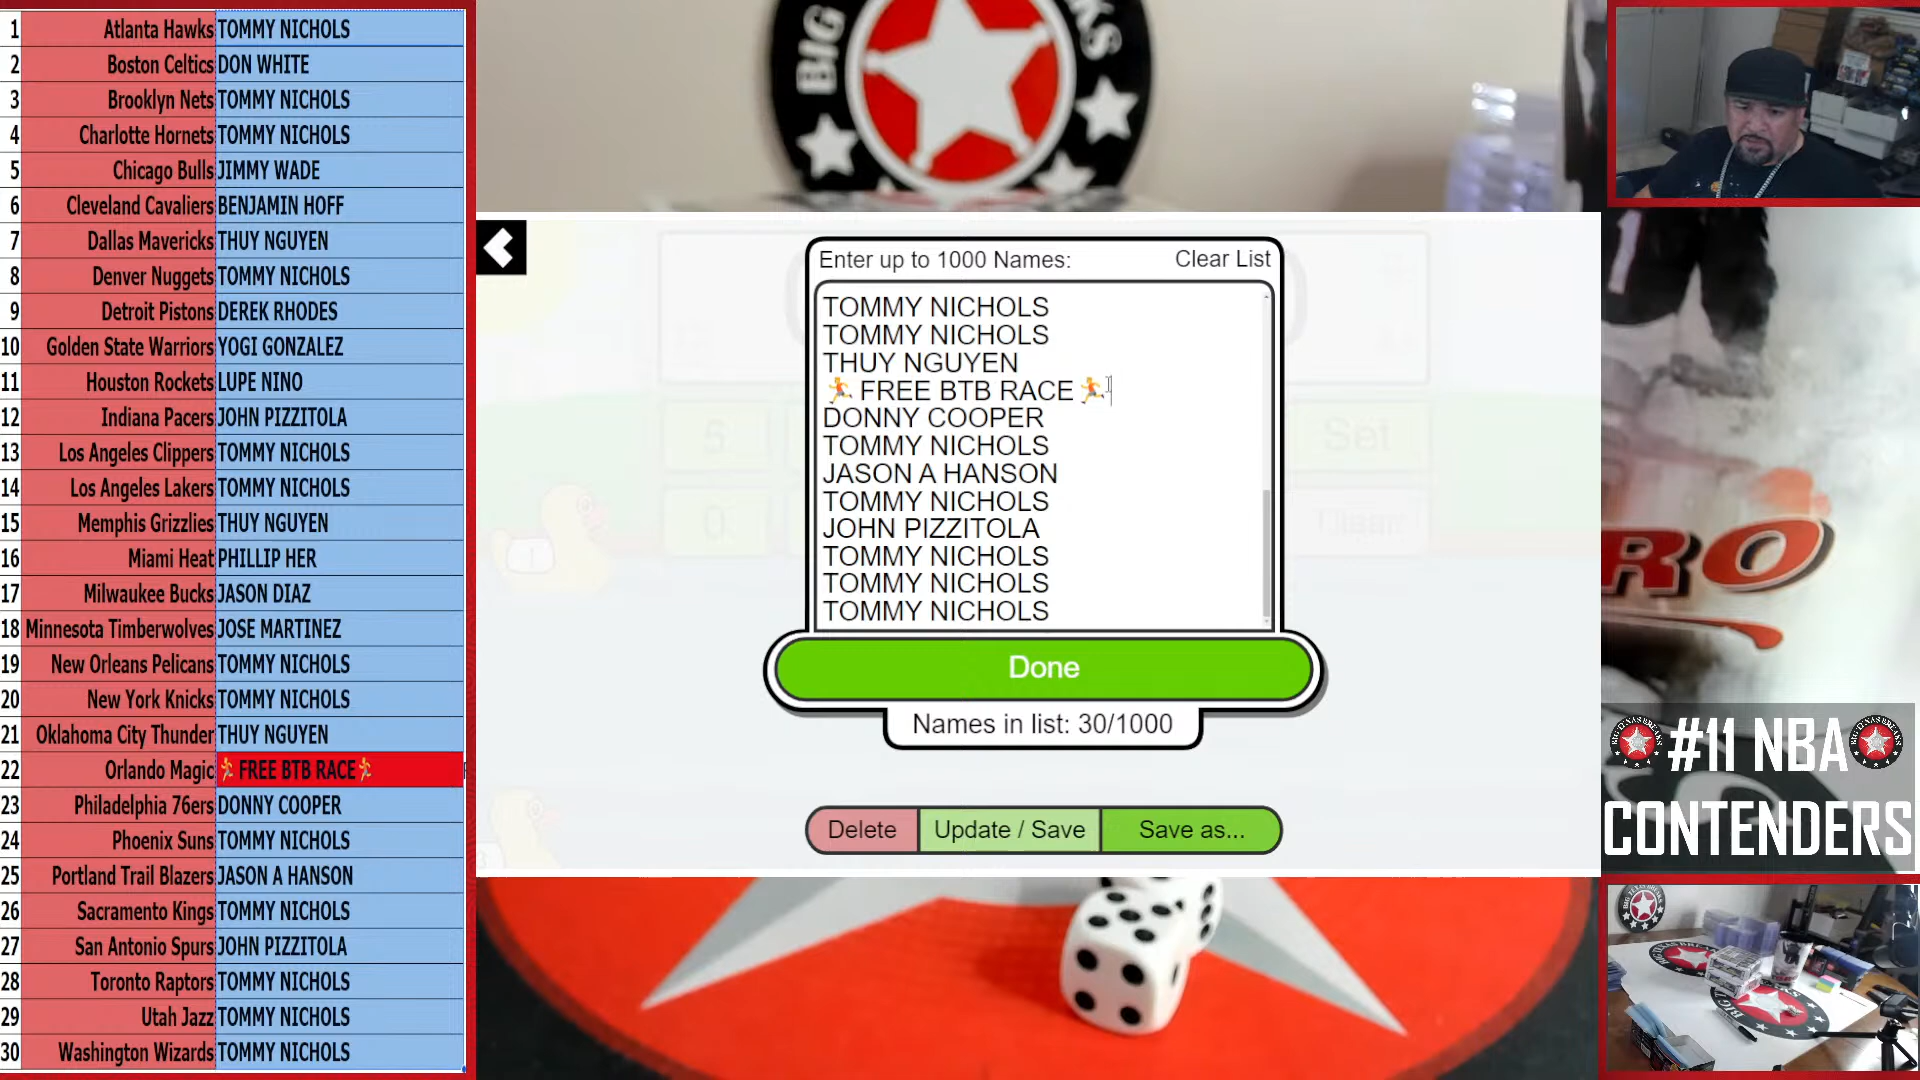 1 Atlanta Hawks TOMMY NICHOLS
2 Boston Celtics DON WHITE
3 Brooklyn Nets TOMMY NICHOLS
4 Charlotte Hornets TOMMY NICHOLS
5 Chicago Bulls JIMMY WADE
6 Cleveland Cavaliers BENJAMIN HOFF
7 Dallas Mavericks THUY NGUYEN
8 Denver Nuggets TOMMY NICHOLS
9 Detroit Pistons DEREK RHODES
10 Golden State Warriors YOGI GONZALEZ
11 Houston Rockets LUPE NINO
12 Indiana Pacers JOHN PIZZITOLA
13 Los Angeles Clippers TOMMY NICHOLS
14 Los Angeles Lakers TOMMY NICHOLS
15 Memphis Grizzlies THUY NGUYEN
16 Miami Heat PHILLIP HER
17 Milwaukee Bucks JASON DIAZ
18 Minnesota Timberwolves JOSE MARTINEZ
19 New Orleans Pelicans TOMMY NICHOLS
20 New York Knicks TOMMY NICHOLS
21 Oklahoma City Thunder THUY NGUYEN
22 Orlando Magic 🏃 FREE BTB RACE🏃
23 Philadelphia 76ers DONNY COOPER
24 Phoenix Suns TOMMY NICHOLS
25 Portland Trail Blazers JASON A HANSON
26 Sacramento Kings TOMMY NICHOLS
27 San Antonio Spurs JOHN PIZZITOLA
28 Toronto Raptors TOMMY NICHOLS
29 Utah Jazz TOMMY NICHOLS
30 Washington Wizards TOMMY NICHOLS
BIG
Enter up to 1000 Names: Clear List
TOMMY NICHOLS
TOMMY NICHOLS
THUY NGUYEN
🏃 FREE BTB RACE🏃
DONNY COOPER
TOMMY NICHOLS
JASON A HANSON
TOMMY NICHOLS
JOHN PIZZITOLA
TOMMY NICHOLS
TOMMY NICHOLS
TOMMY NICHOLS
Done
Names in list: 30/1000
Delete Update / Save Save as...
5
Set
0
Clear
RO
#11 NBA
CONTENDERS